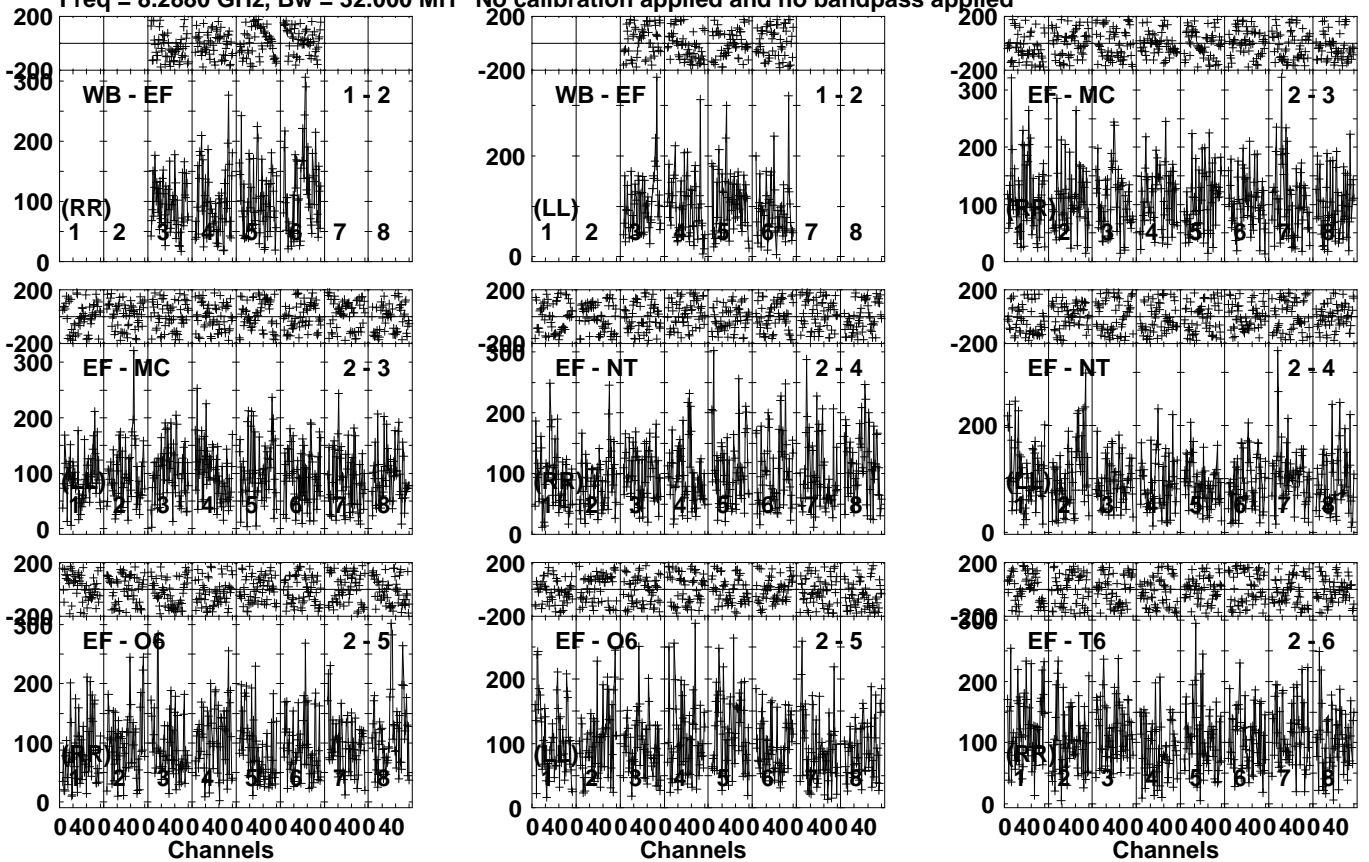 Freq = 8.2880 GHz, Bw = 32.000 MH No calibration applied and no bandpass applied
200 200 200
-200 -200 -200
300 WB - EF 1 - 2 WB - EF 1 - 2 300 EF - MC 2 - 3
200 200 200
100 (RR) (LL) 100 (RR)
1 2 3 4 5 6 7 8 1 2 3 4 5 6 7 8 1 2 3 4 5 6 7 8
0 0 0
200 200 200
-200 -200 -200
300 EF - MC 2 - 3 300 EF - NT 2 - 4 EF - NT 2 - 4
200 200 200
100 (LL) 100 (RR) (LL)
1 2 3 4 5 6 7 8 1 2 3 4 5 6 7 8 1 2 3 4 5 6 7 8
0 0 0
200 200 200
-200 -200 -200
300 EF - O6 2 - 5 EF - O6 2 - 5 300 EF - T6 2 - 6
200 200 200
100 (RR) 100 (LL) 100 (RR)
1 2 3 4 5 6 7 8 1 2 3 4 5 6 7 8 1 2 3 4 5 6 7 8
0 0 0
0 40 0 40 0 40 0 40 0 40 0 40 0 40 0 40 0 40 0 40 0 40 0 40 0 40 0 40 0 40 0 40 0 40 0 40 0 40 0 40 0 40 0 40 0 40 0 40
Channels Channels Channels